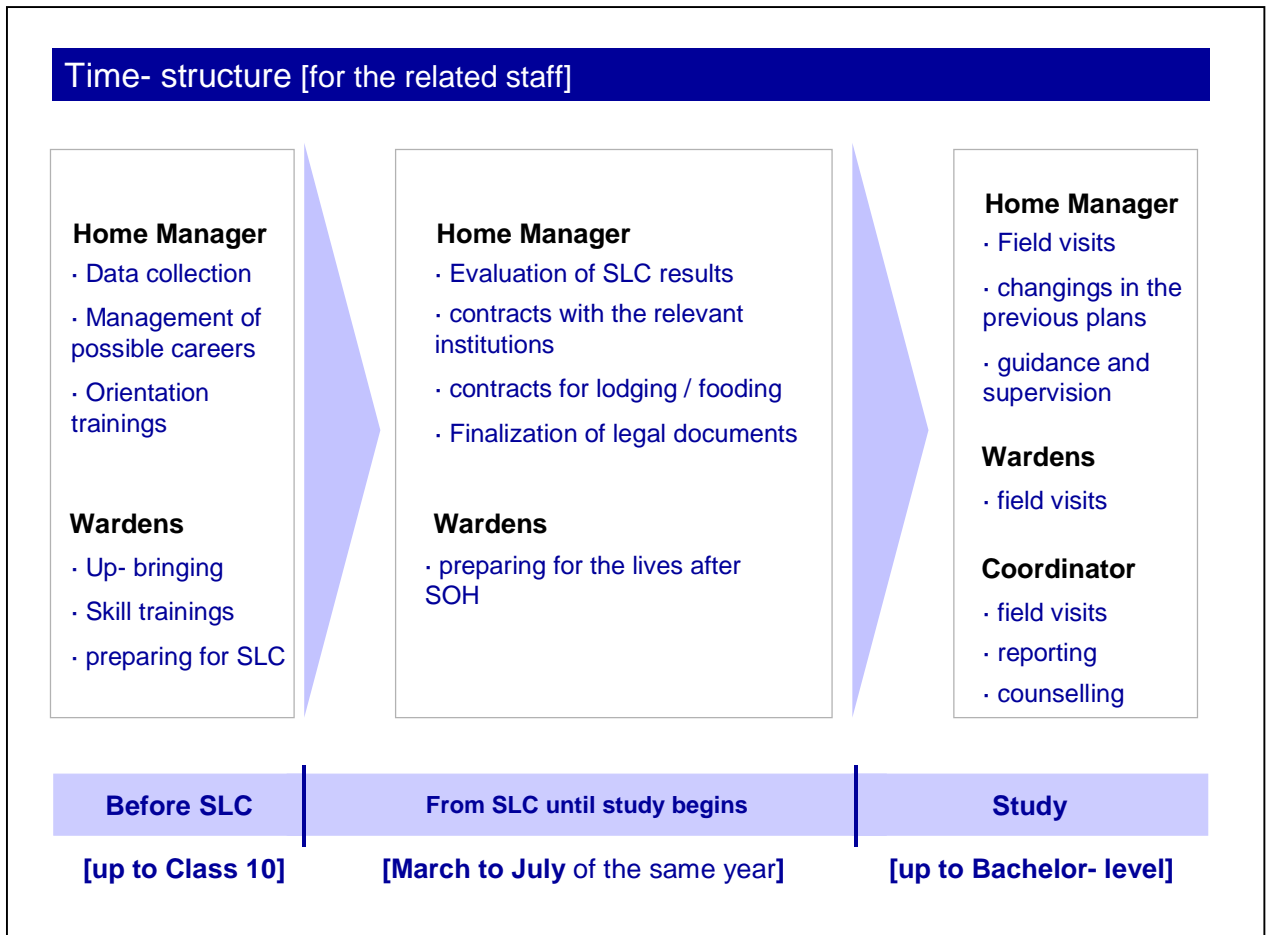 Time- structure [for the related staff]
Home Manager
· Data collection
· Management of
possible careers
· Orientation
trainings
Wardens
· Up- bringing
· Skill trainings
· preparing for SLC
Home Manager
· Evaluation of SLC results
· contracts with the relevant
institutions
· contracts for lodging / fooding
· Finalization of legal documents
Wardens
· preparing for the lives after
SOH
Home Manager
· Field visits
· changings in the
previous plans
· guidance and
supervision
Wardens
· field visits
Coordinator
· field visits
· reporting
· counselling
Before SLC
From SLC until study begins
Study
[up to Class 10]
[March to July of the same year]
[up to Bachelor- level]